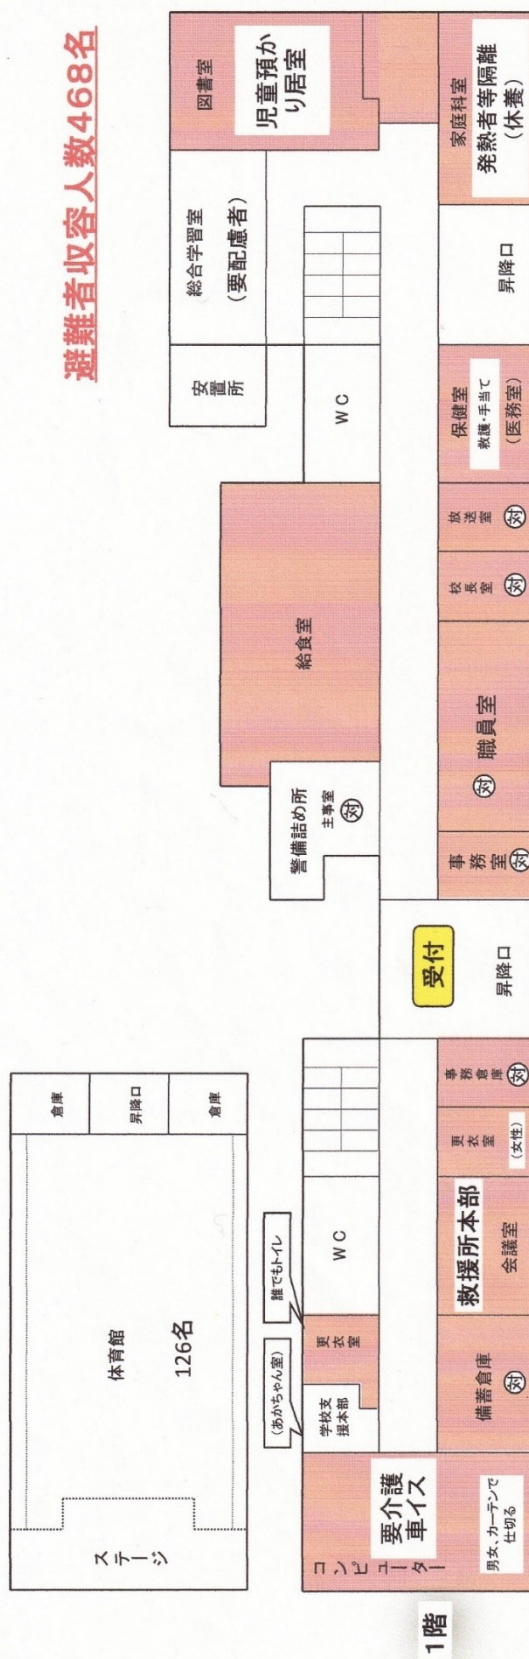 避難者収容人数468名
図書室
児童預か
り居室
総合学習室
(要配慮者)
安置
所
WC
給食室
警備詰め所
主事室
対
家庭科室
発熱者等隔離
(休養)
昇降口
保健室
救護・手当て
(医務室)
放送
室
対
校長
室
対
対
職員室
事務
室
対
受付
昇降口
倉庫
昇降口
倉庫
体育館
126名
ステージ
誰でもトイレ
(あかちゃん室)
WC
更衣
室
学校支
援本部
事務倉庫
対
更衣
室
(女性)
救援所本部
会議室
備蓄倉庫
対
コンピューター
要介護
車イス
男女、カーテンで
仕切る
1階